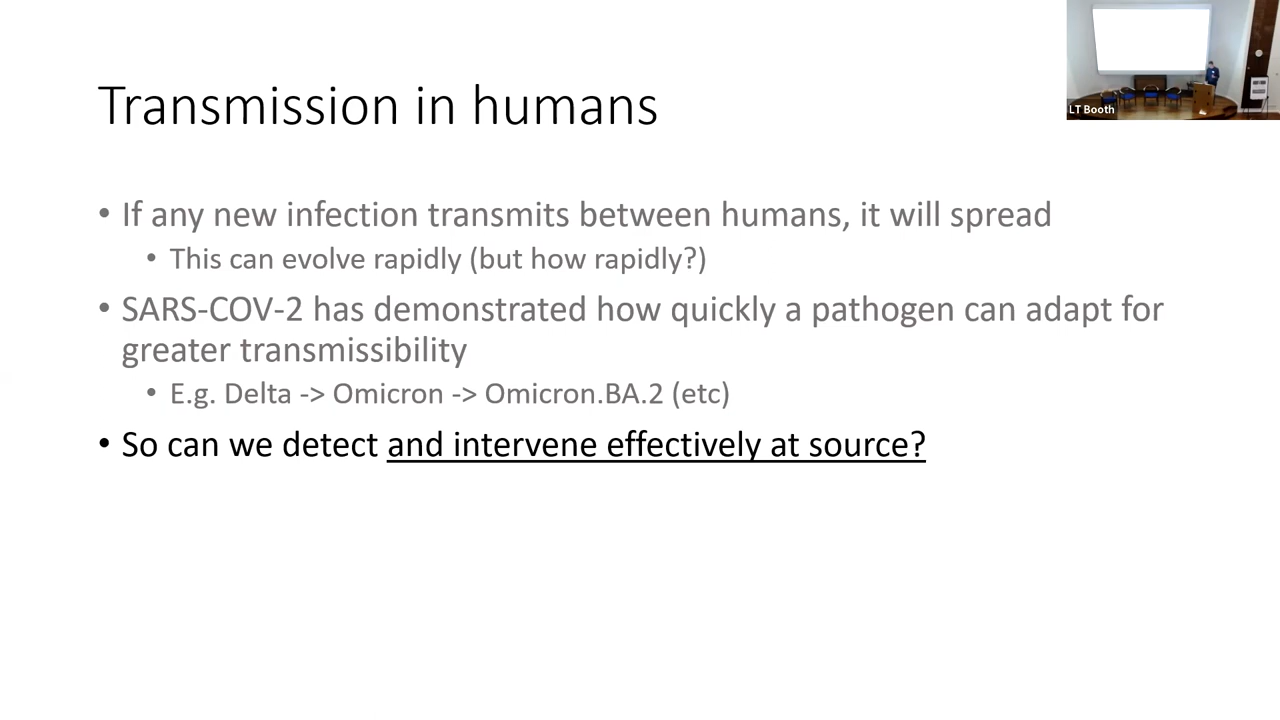 Transmission in humans
LT Booth
• If any new infection transmits between humans, it will spread
• This can evolve rapidly (but how rapidly?)
• SARS-COV-2 has demonstrated how quickly a pathogen can adapt for
greater transmissibility
• E.g. Delta -> Omicron -> Omicron.BA.2 (etc)
• So can we detect and intervene effectively at source?